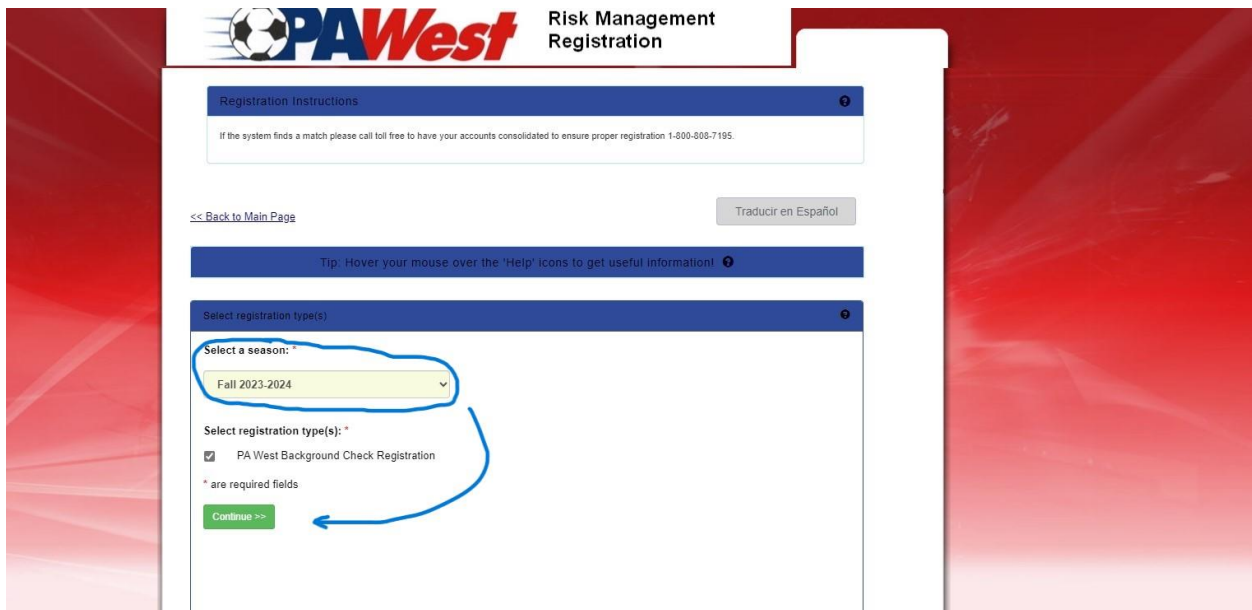 PAWest
Risk Management
Registration
Registration Instructions
If the system finds a match please call toll free to have your accounts consolidated to ensure proper registration 1-800-808-7195.
<< Back to Main Page
Traducir en Español
Tip: Hover your mouse over the 'Help' icons to get useful information!
Select registration type(s)
Select a season: *
Fall 2023-2024
Select registration type(s): *
PA West Background Check Registration
* are required fields
Continue >>